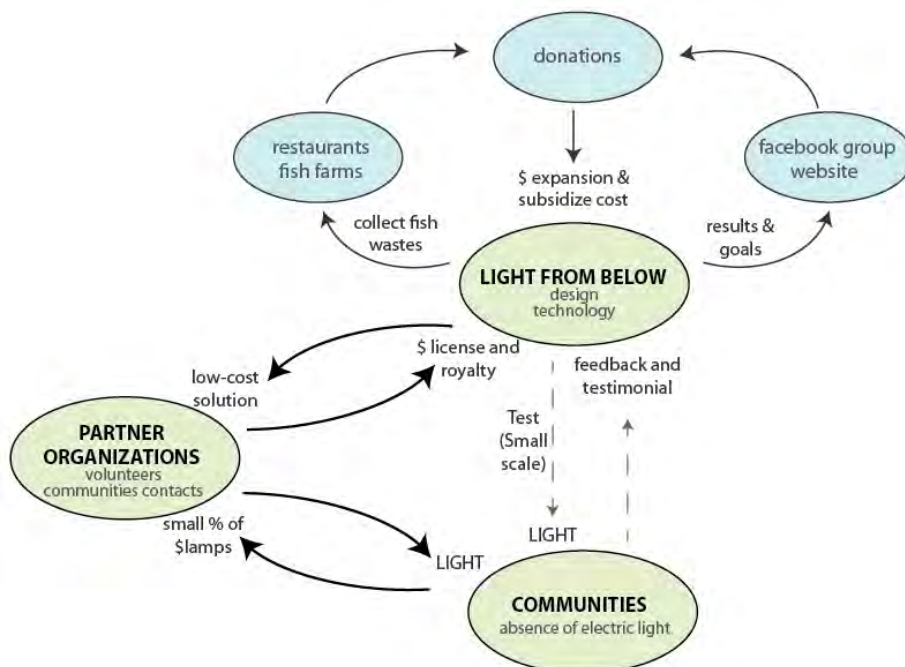 donations
restaurants
fish farms
facebook group
website
$ expansion &
subsidize cost
collect fish
wastes
results &
goals
LIGHT FROM BELOW
design
technology
$ license and
royalty
feedback and
testimonial
low-cost
solution
Test
(Small
scale)
PARTNER
ORGANIZATIONS
volunteers
communities contacts
small % of
$lamps
LIGHT
LIGHT
COMMUNITIES
absence of electric light